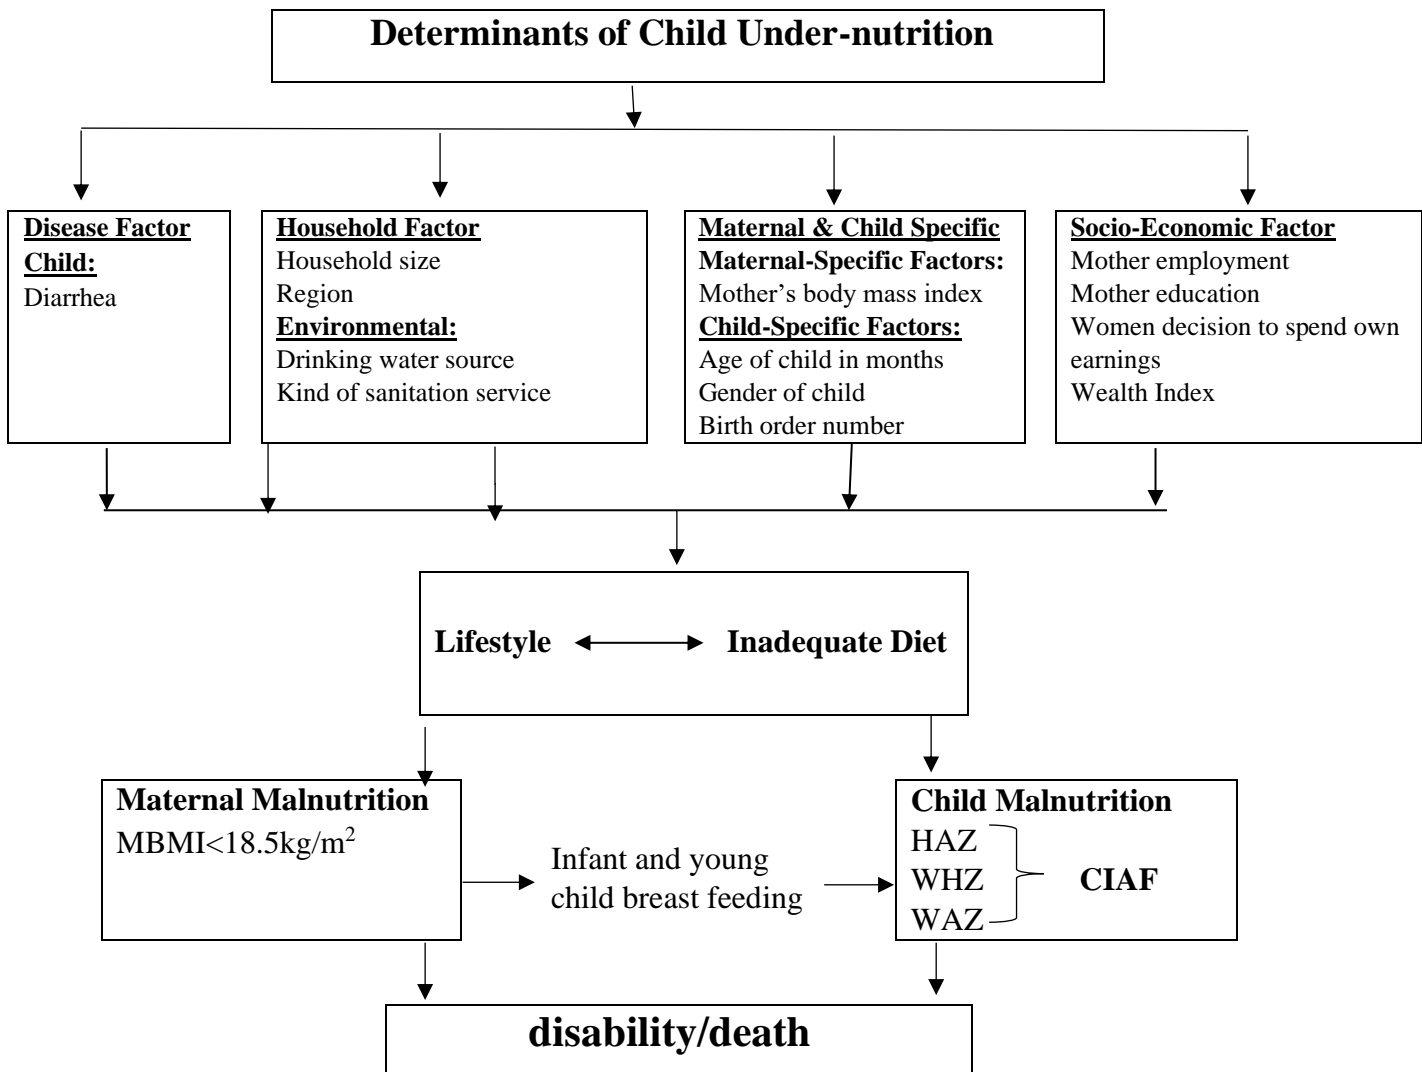 Determinants of Child Under-nutrition
Disease Factor
Child:
Diarrhea
Household Factor
Household size
Region
Environmental:
Drinking water source
Kind of sanitation service
Maternal & Child Specific
Maternal-Specific Factors:
Mother’s body mass index
Child-Specific Factors:
Age of child in months
Gender of child
Birth order number
Socio-Economic Factor
Mother employment
Mother education
Women decision to spend own
earnings
Wealth Index
Lifestyle
Inadequate Diet
Maternal Malnutrition
MBMI<18.5kg/m²
Infant and young
child breast feeding
Child Malnutrition
HAZ
WHZ
WAZ
CIAF
disability/death